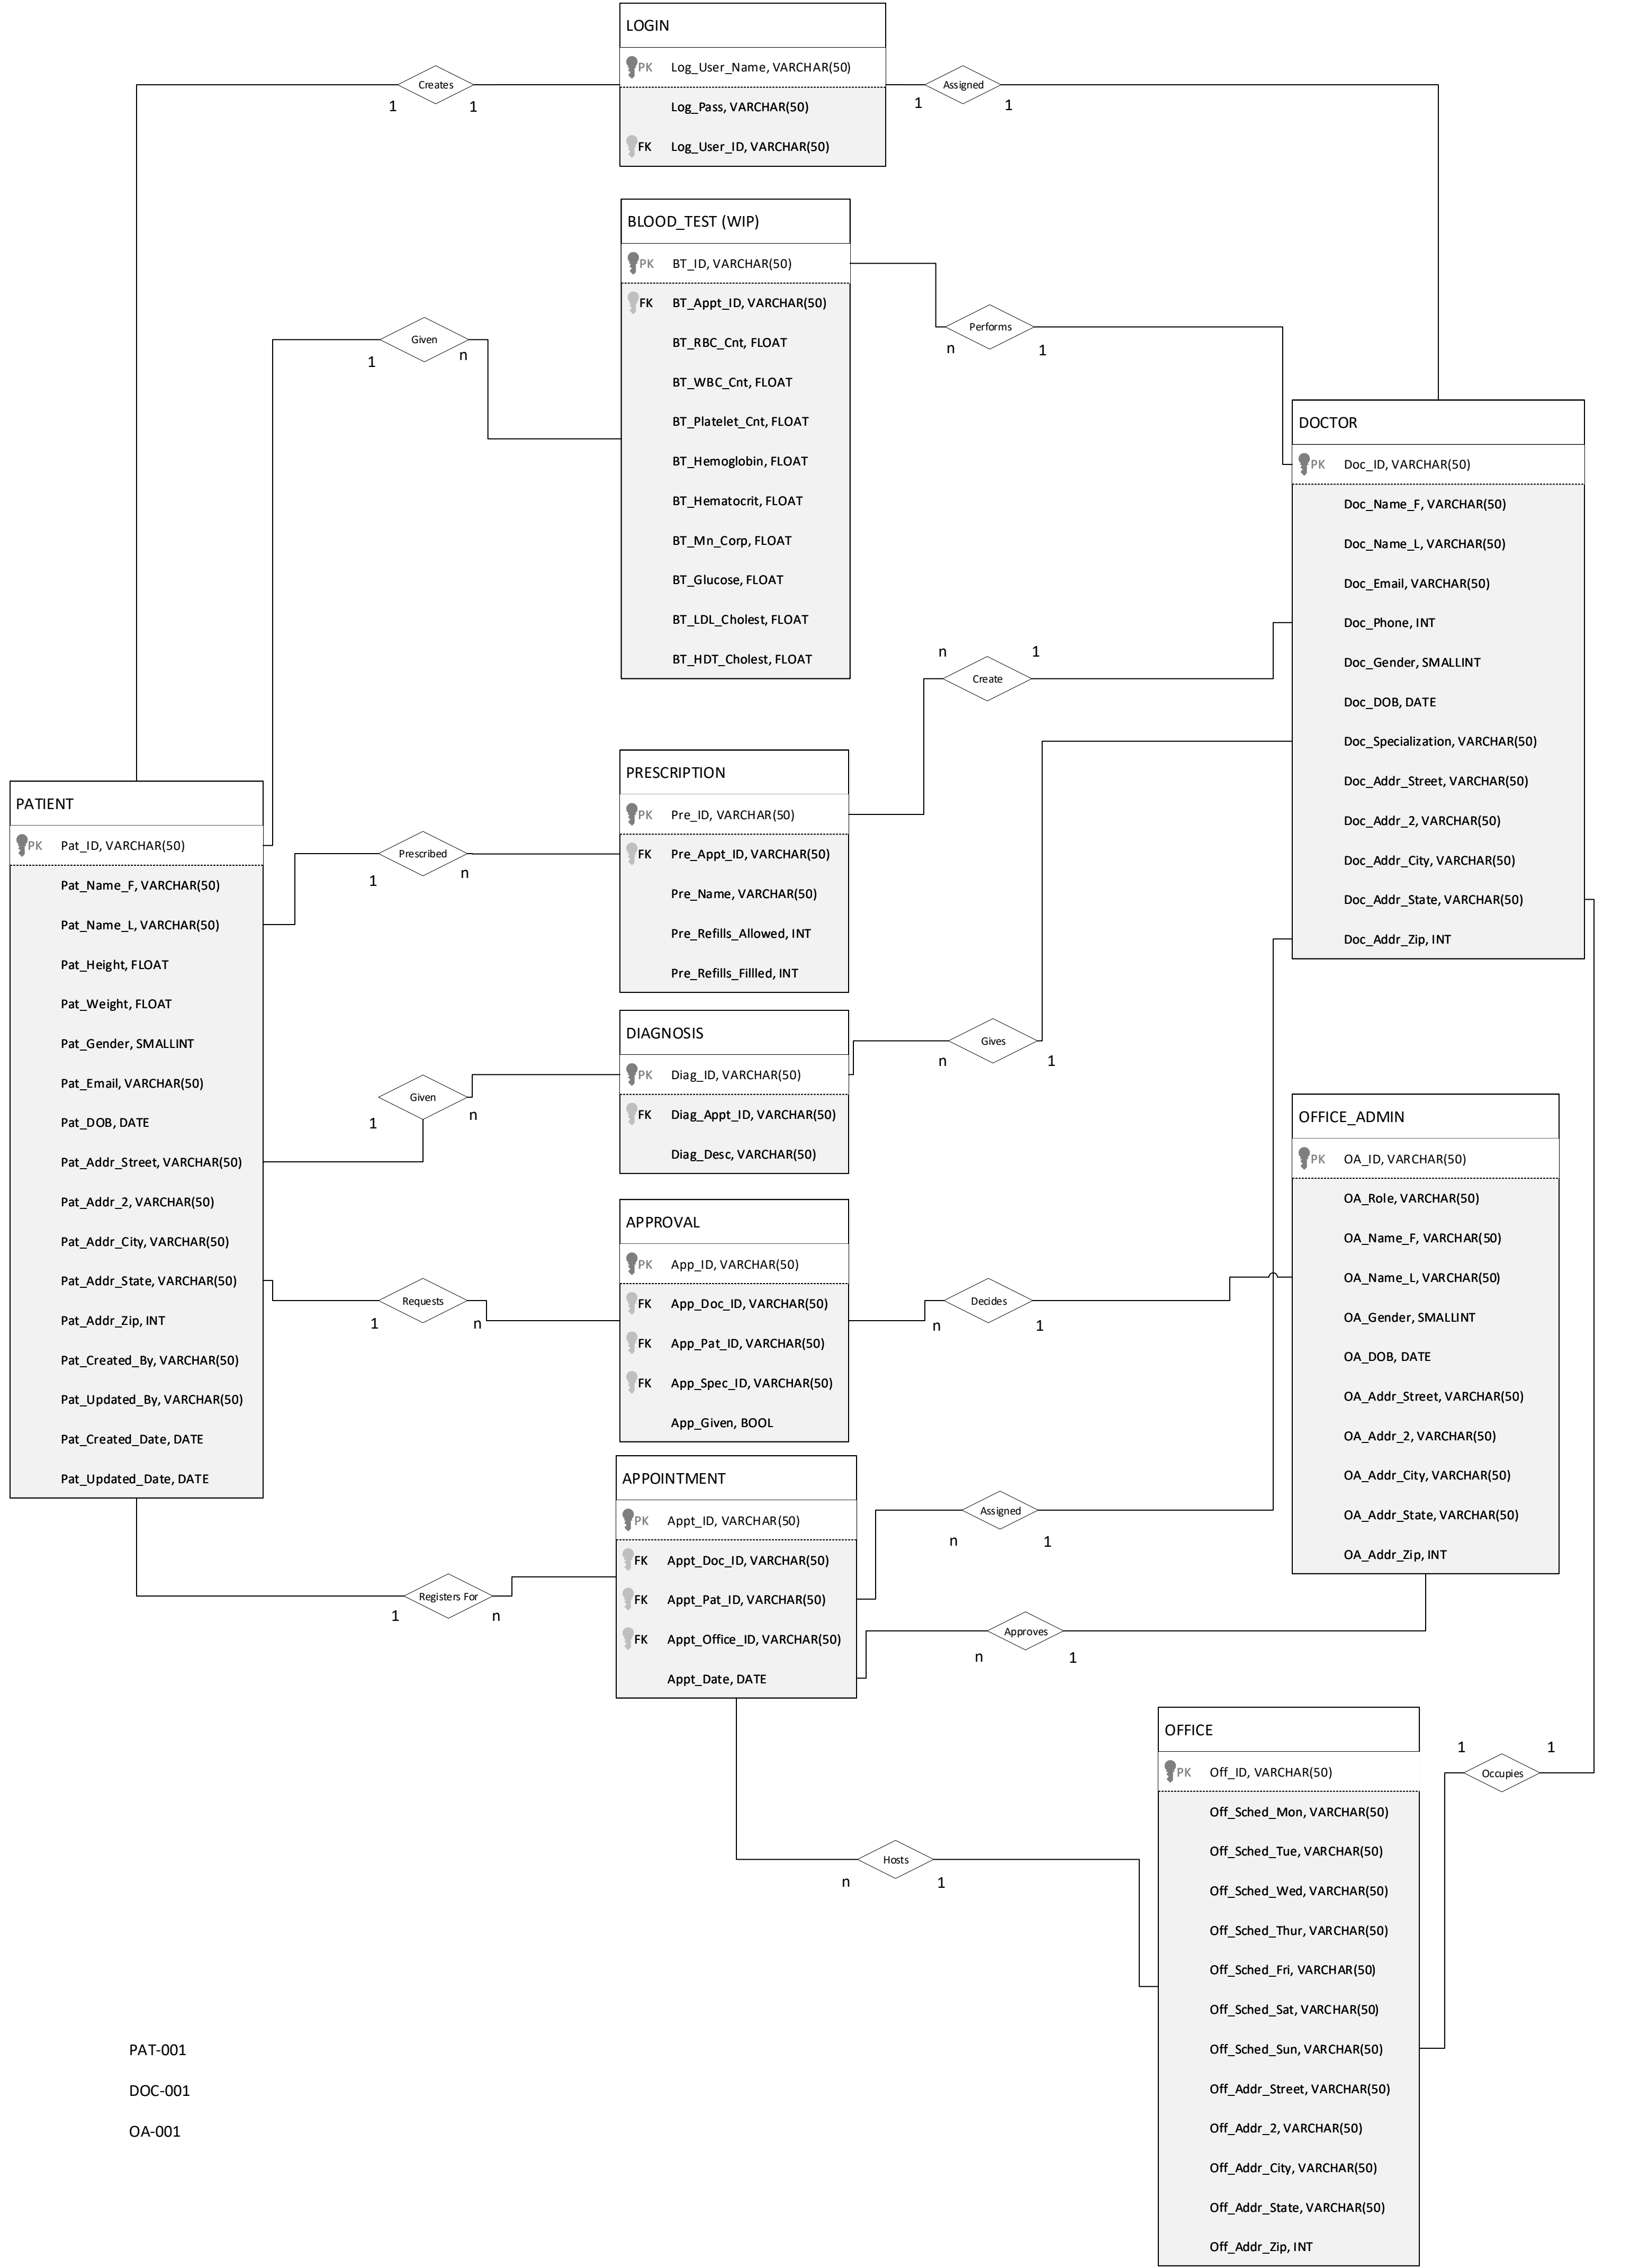 LOGIN
PK Log_User_Name, VARCHAR(50)
Log_Pass, VARCHAR(50)
FK Log_User_ID, VARCHAR(50)
Creates
1 1
Assigned
1 1
BLOOD_TEST (WIP)
PK BT_ID, VARCHAR(50)
FK BT_Appt_ID, VARCHAR(50)
BT_RBC_Cnt, FLOAT
BT_WBC_Cnt, FLOAT
BT_Platelet_Cnt, FLOAT
BT_Hemoglobin, FLOAT
BT_Hematocrit, FLOAT
BT_Mn_Corp, FLOAT
BT_Glucose, FLOAT
BT_LDL_Cholest, FLOAT
BT_HDT_Cholest, FLOAT
Given
1 n
Performs
n 1
DOCTOR
PK Doc_ID, VARCHAR(50)
Doc_Name_F, VARCHAR(50)
Doc_Name_L, VARCHAR(50)
Doc_Email, VARCHAR(50)
Doc_Phone, INT
Doc_Gender, SMALLINT
Doc_DOB, DATE
Doc_Specialization, VARCHAR(50)
Doc_Addr_Street, VARCHAR(50)
Doc_Addr_2, VARCHAR(50)
Doc_Addr_City, VARCHAR(50)
Doc_Addr_State, VARCHAR(50)
Doc_Addr_Zip, INT
n 1
Create
PRESCRIPTION
PK Pre_ID, VARCHAR(50)
FK Pre_Appt_ID, VARCHAR(50)
Pre_Name, VARCHAR(50)
Pre_Refills_Allowed, INT
Pre_Refills_Fillled, INT
PATIENT
PK Pat_ID, VARCHAR(50)
Pat_Name_F, VARCHAR(50)
Pat_Name_L, VARCHAR(50)
Pat_Height, FLOAT
Pat_Weight, FLOAT
Pat_Gender, SMALLINT
Pat_Email, VARCHAR(50)
Pat_DOB, DATE
Pat_Addr_Street, VARCHAR(50)
Pat_Addr_2, VARCHAR(50)
Pat_Addr_City, VARCHAR(50)
Pat_Addr_State, VARCHAR(50)
Pat_Addr_Zip, INT
Pat_Created_By, VARCHAR(50)
Pat_Updated_By, VARCHAR(50)
Pat_Created_Date, DATE
Pat_Updated_Date, DATE
Prescribed
1 n
DIAGNOSIS
PK Diag_ID, VARCHAR(50)
FK Diag_Appt_ID, VARCHAR(50)
Diag_Desc, VARCHAR(50)
Given
1 n
Gives
n 1
APPROVAL
PK App_ID, VARCHAR(50)
FK App_Doc_ID, VARCHAR(50)
FK App_Pat_ID, VARCHAR(50)
FK App_Spec_ID, VARCHAR(50)
App_Given, BOOL
Requests
1 n
Decides
n 1
OFFICE_ADMIN
PK OA_ID, VARCHAR(50)
OA_Role, VARCHAR(50)
OA_Name_F, VARCHAR(50)
OA_Name_L, VARCHAR(50)
OA_Gender, SMALLINT
OA_DOB, DATE
OA_Addr_Street, VARCHAR(50)
OA_Addr_2, VARCHAR(50)
OA_Addr_City, VARCHAR(50)
OA_Addr_State, VARCHAR(50)
OA_Addr_Zip, INT
APPOINTMENT
PK Appt_ID, VARCHAR(50)
FK Appt_Doc_ID, VARCHAR(50)
FK Appt_Pat_ID, VARCHAR(50)
FK Appt_Office_ID, VARCHAR(50)
Appt_Date, DATE
Registers For
1 n
Assigned
n 1
Approves
n 1
OFFICE
PK Off_ID, VARCHAR(50)
Off_Sched_Mon, VARCHAR(50)
Off_Sched_Tue, VARCHAR(50)
Off_Sched_Wed, VARCHAR(50)
Off_Sched_Thur, VARCHAR(50)
Off_Sched_Fri, VARCHAR(50)
Off_Sched_Sat, VARCHAR(50)
Off_Sched_Sun, VARCHAR(50)
Off_Addr_Street, VARCHAR(50)
Off_Addr_2, VARCHAR(50)
Off_Addr_City, VARCHAR(50)
Off_Addr_State, VARCHAR(50)
Off_Addr_Zip, INT
1 1
Occupies
Hosts
n 1
PAT-001
DOC-001
OA-001